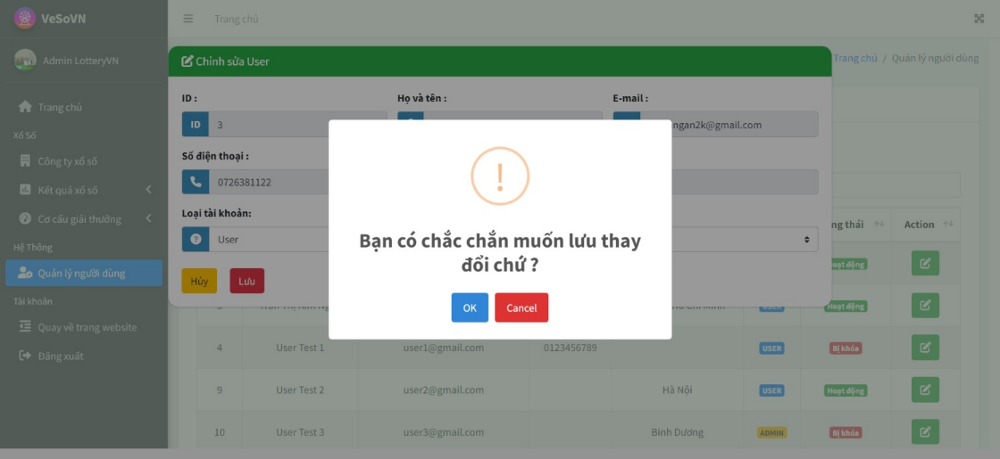 VeSoVN
Trang chủ
Admin LotteryVN
Chỉnh sửa User
Trang chủ / Quản lý người dùng
ID :
Họ và tên :
E-mail :
Trang chủ
ID 3
ngan2k@gmail.com
Xổ Số
Số điện thoại :
Công ty xổ số
0726381122
Kết quả xổ số
Loại tài khoản:
Cơ cấu giải thưởng
ng thái
Action
Bạn có chắc chắn muốn lưu thay
đổi chứ ?
User
Hệ Thống
Quản lý người dùng
oạt động
Hủy
Lưu
OK
Cancel
Tài khoản
Hoạt động
Quay về trang website
4
User Test 1
user1@gmail.com
0123456789
USER
Bị khóa
Đăng xuất
9
User Test 2
user2@gmail.com
Hà Nội
USER
Hoạt động
10
User Test 3
user3@gmail.com
Bình Dương
ADMIN
Bị khóa